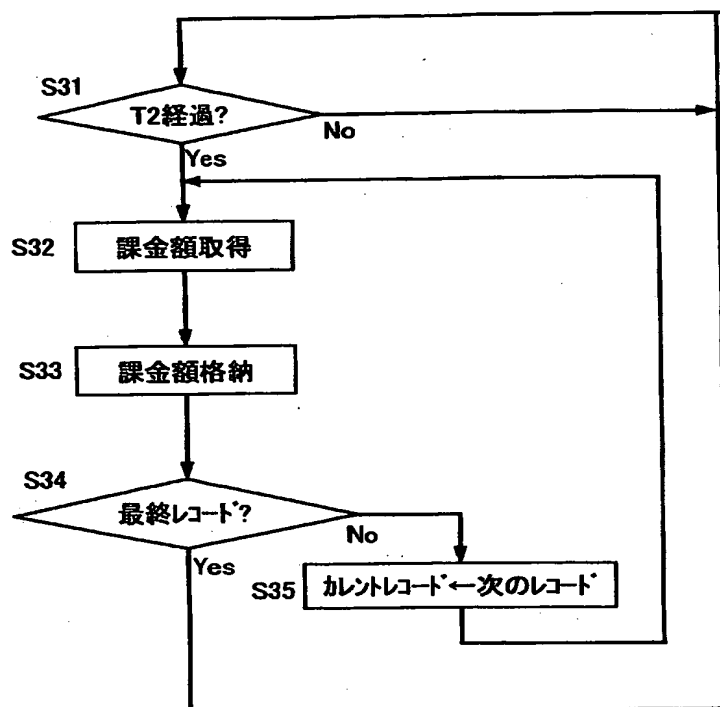 S31
T2経過?
No
Yes
S32
課金額取得
S33
課金額格納
S34
最終ﾚｺｰﾄﾞ?
No
Yes
S35
ｶﾚﾝﾄﾚｺｰﾄﾞ←次のﾚｺｰﾄﾞ